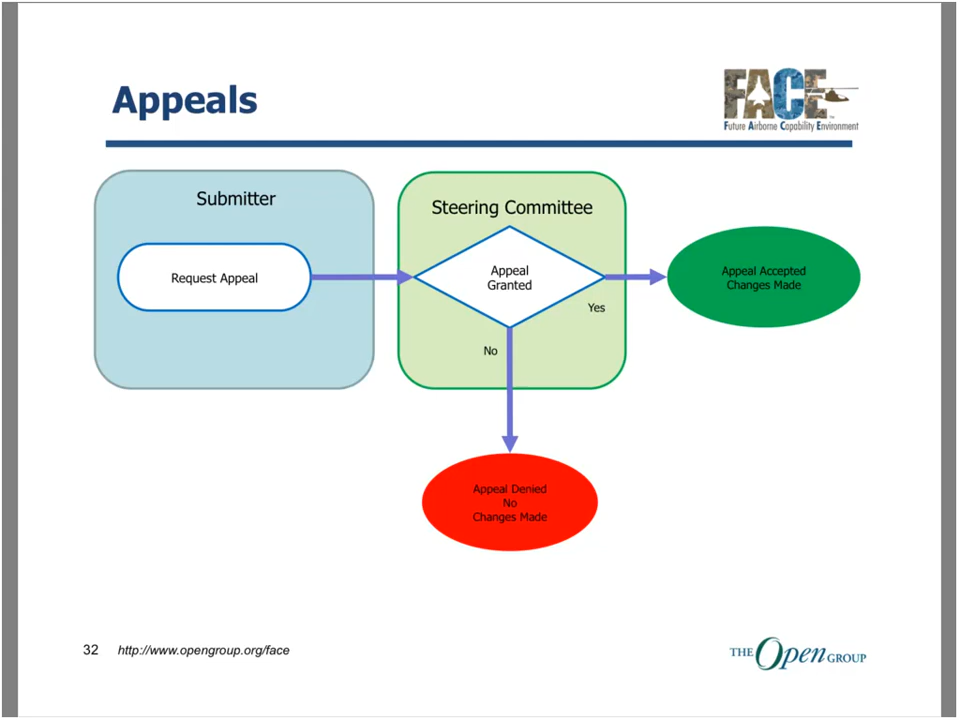 Appeals
FACE
Future Airborne Capability Environment
Submitter
Steering Committee
Request Appeal
Appeal
Granted
Appeal Accepted
Changes Made
Yes
No
Appeal Denied
No
Changes Made
32 http://www.opengroup.org/face
THE Open GROUP